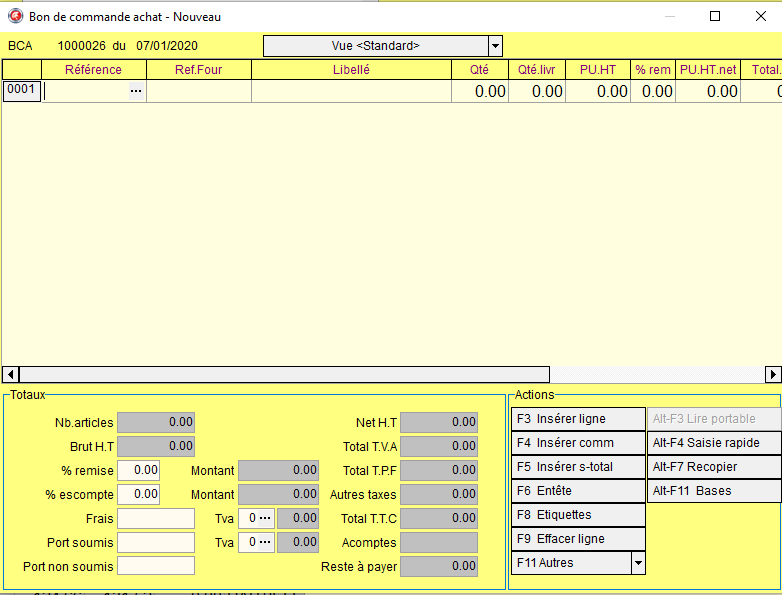 Bon de commande achat - Nouveau
BCA 1000026 du 07/01/2020 Vue <Standard>
Référence Ref.Four Libellé Qté Qté.livr PU.HT % rem PU.HT.net Total.
0001 ... 0.00 0.00 0.00 0.00 0.00 0
Totaux Actions
Nb.articles 0.00 Net H.T 0.00 F3 Insérer ligne Alt-F3 Lire portable
Brut H.T 0.00 Total T.V.A 0.00 F4 Insérer comm Alt-F4 Saisie rapide
% remise 0.00 Montant 0.00 Total T.P.F 0.00 F5 Insérer s-total Alt-F7 Recopier
% escompte 0.00 Montant 0.00 Autres taxes 0.00 F6 Entête Alt-F11 Bases
Frais Tva 0 ... 0.00 Total T.T.C 0.00 F8 Etiquettes
Port soumis Tva 0 ... 0.00 Acomptes F9 Effacer ligne
Port non soumis Reste à payer 0.00 F11 Autres